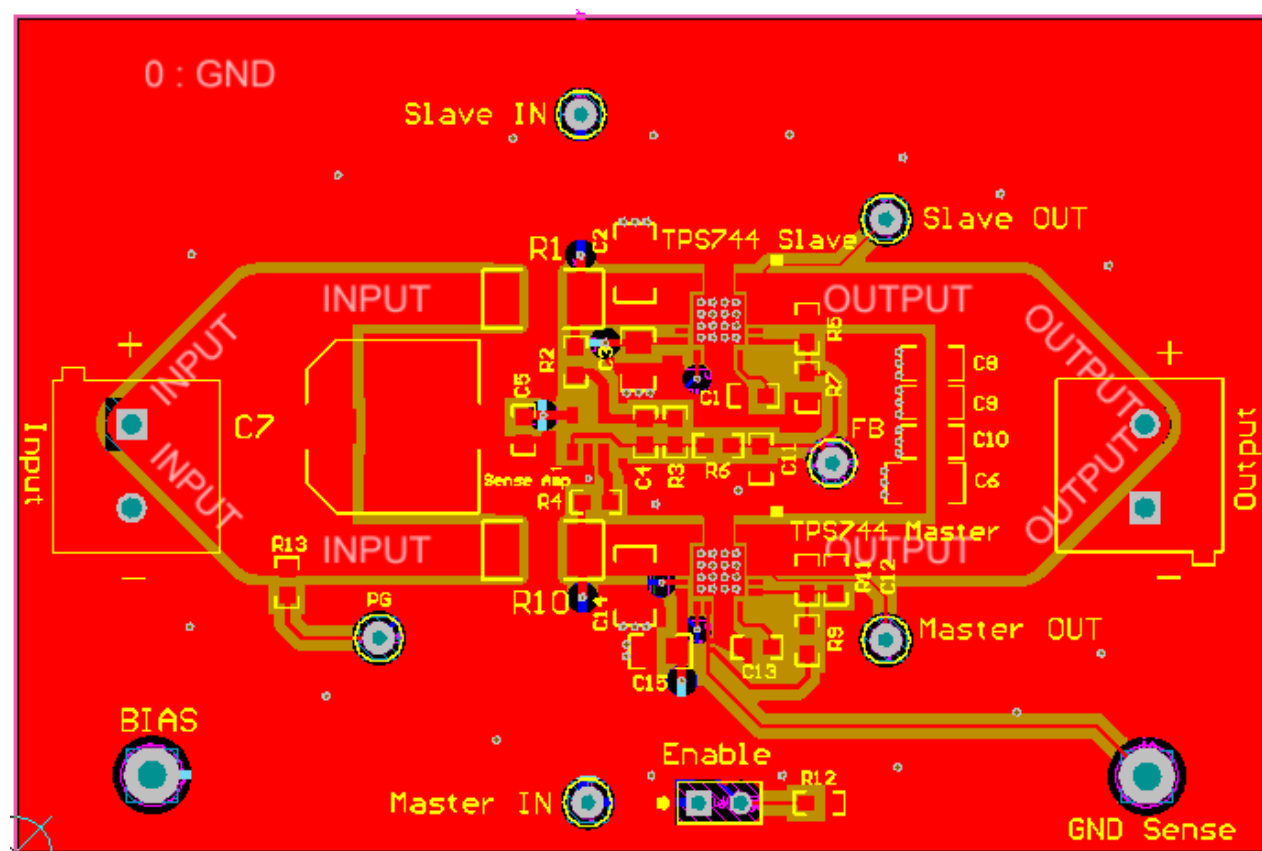 0 : GND
Slave IN
Slave OUT
R1
C2
TPS744 Slave
INPUT
OUTPUT
INPUT
OUTPUT
+
+
R2
C3
R5
R7
C8
C9
C10
C6
C5
C1
C7
FB
Input
Output
INPUT
OUTPUT
Sense Amp
1
C4
R3
R6
C11
R4
TPS744 Master
INPUT
OUTPUT
R13
R11
C12
PG
R10
C14
R9
Master OUT
C15
C13
BIAS
Enable
R12
Master IN
GND Sense